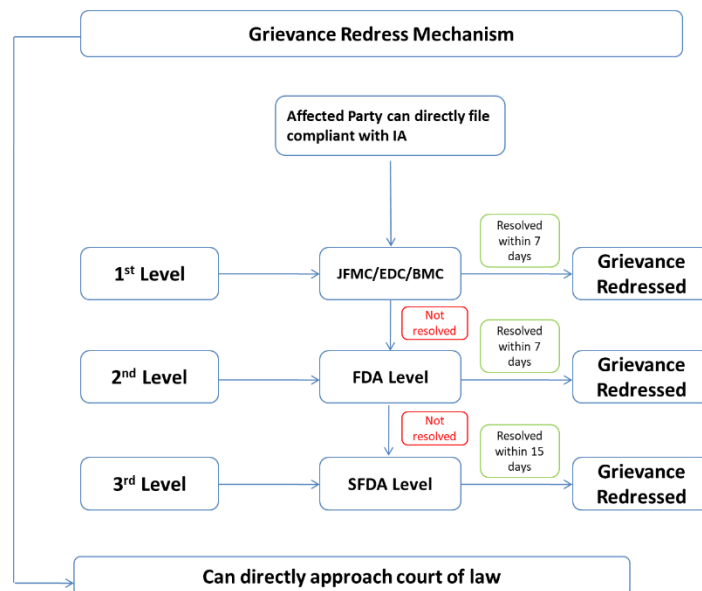 Grievance Redress Mechanism
Affected Party can directly file
compliant with IA
Resolved
within 7
days
1st Level
JFMC/EDC/BMC
Grievance
Redressed
Not
resolved
Resolved
within 7
days
2nd Level
FDA Level
Grievance
Redressed
Not
resolved
Resolved
within 15
days
3rd Level
SFDA Level
Grievance
Redressed
Can directly approach court of law